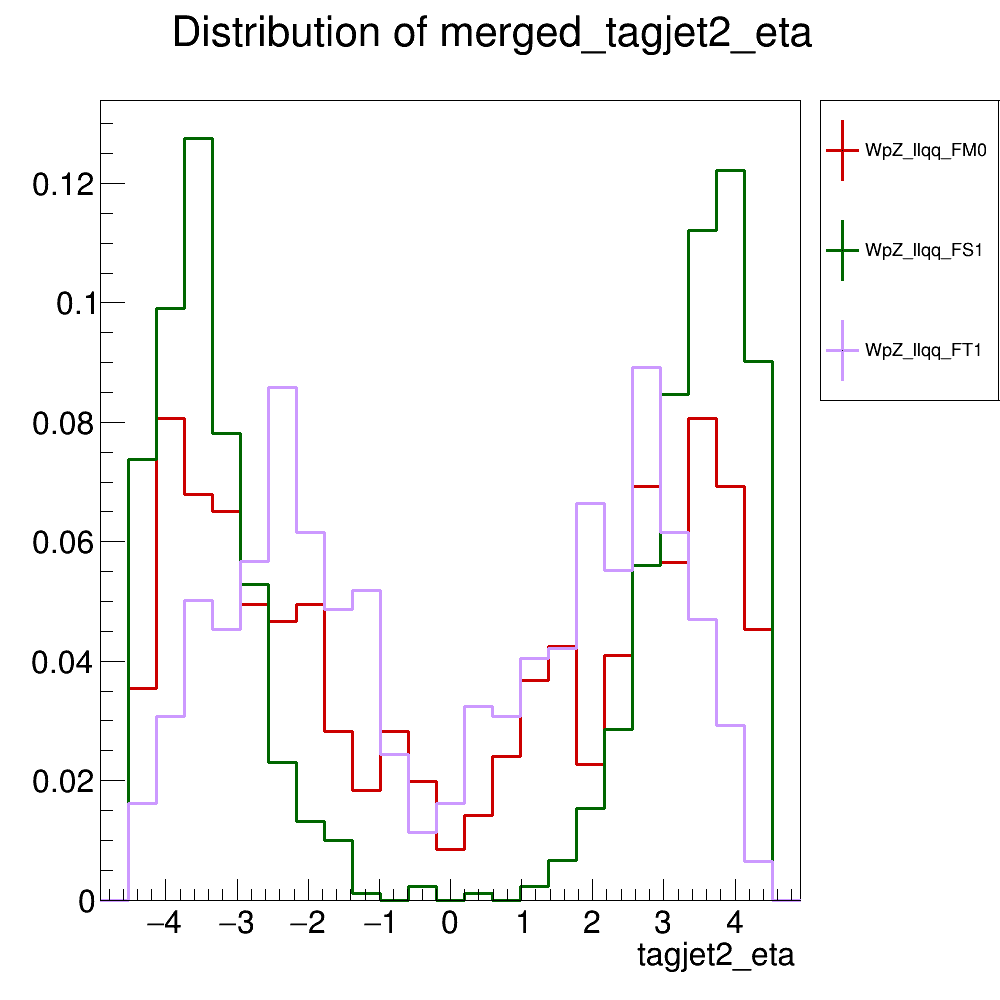 Distribution of merged_tagjet2_eta
WpZ_llqq_FM0
WpZ_llqq_FS1
WpZ_llqq_FT1
0.12
0.1
0.08
0.06
0.04
0.02
0
−4 −3 −2 −1 0 1 2 3 4
tagjet2_eta